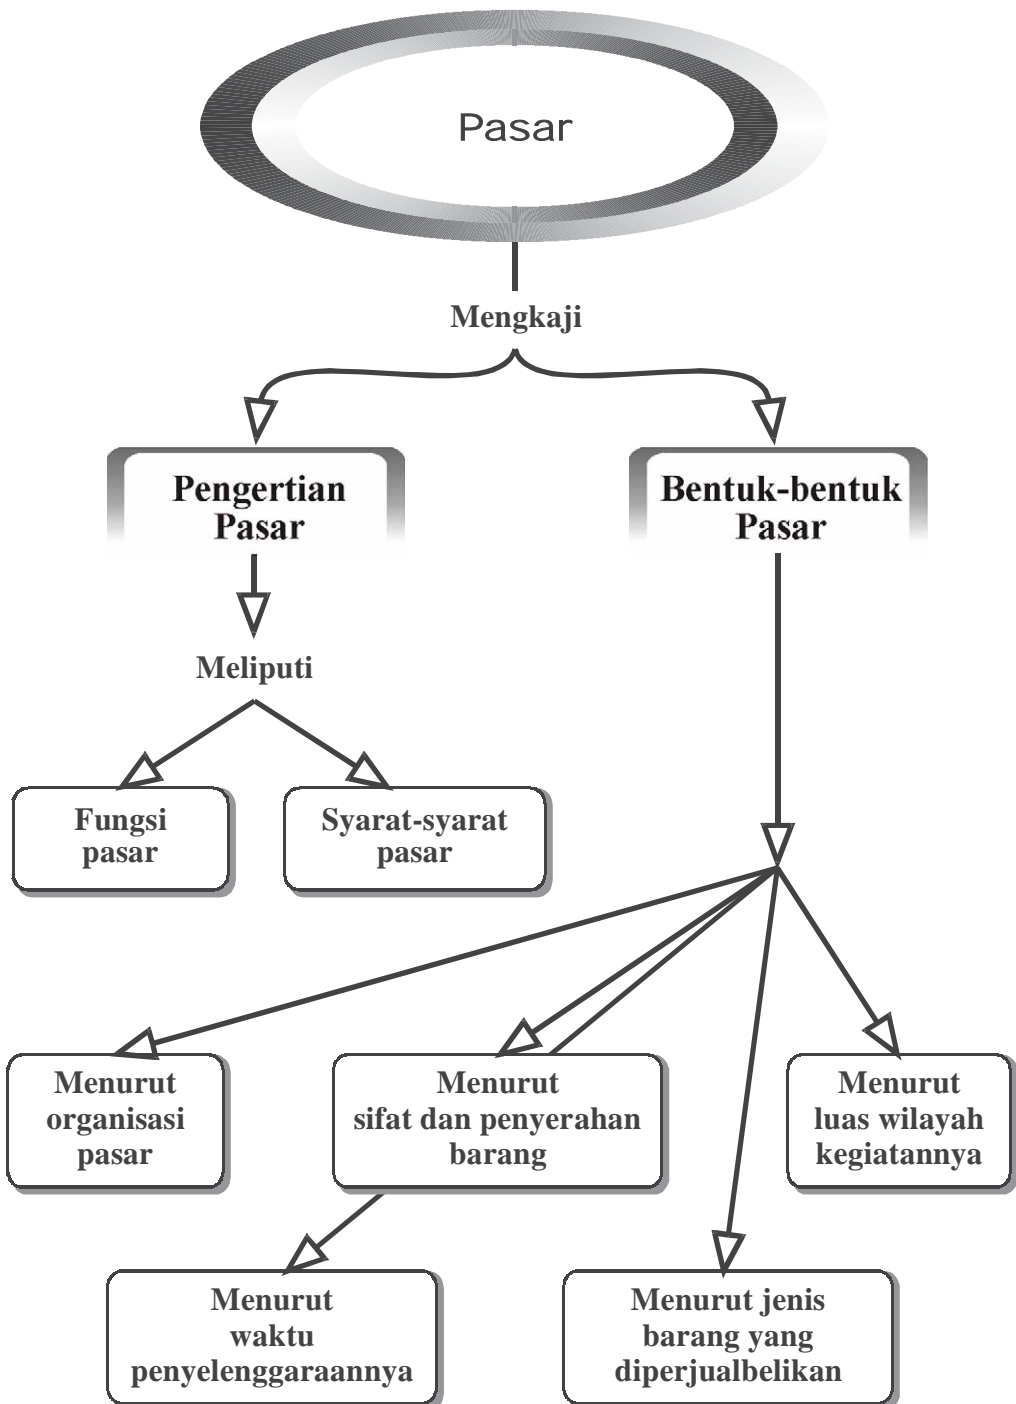 Pasar
Mengkaji
Pengertian
Pasar
Bentuk-bentuk
Pasar
Meliputi
Fungsi
pasar
Syarat-syarat
pasar
Menurut
organisasi
pasar
Menurut
sifat dan penyerahan
barang
Menurut
luas wilayah
kegiatannya
Menurut
waktu
penyelenggaraannya
Menurut jenis
barang yang
diperjualbelikan